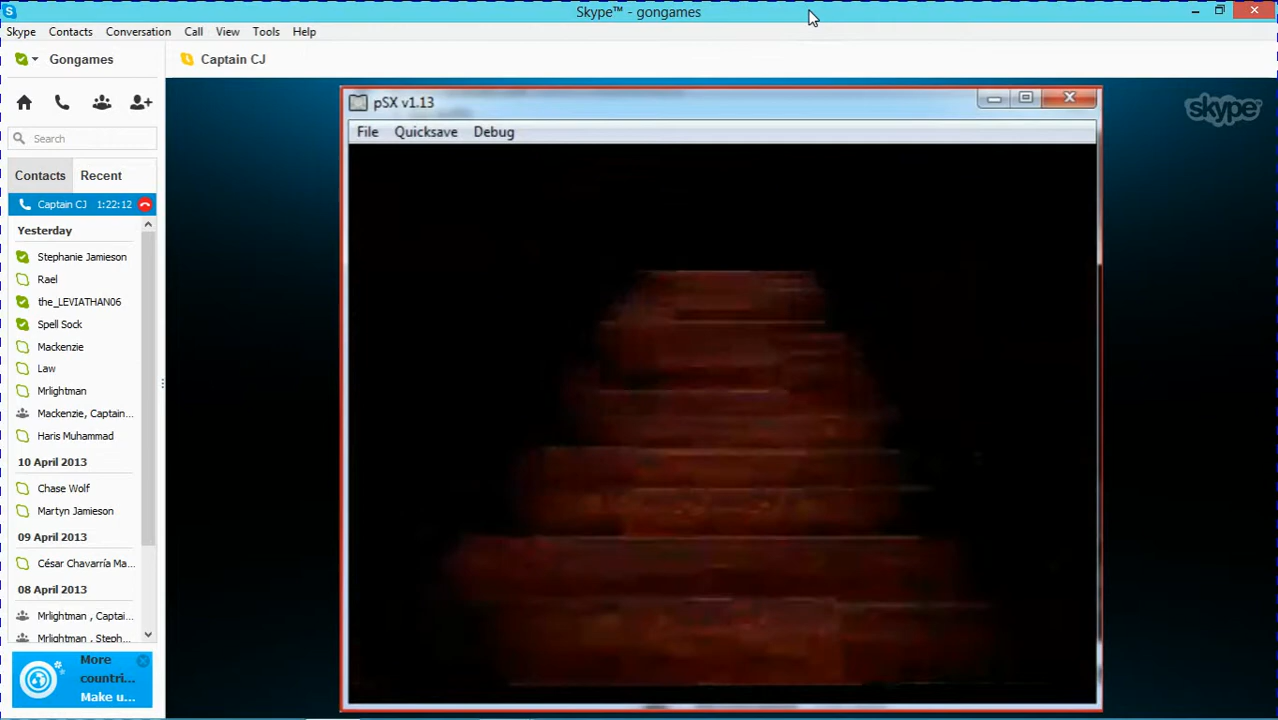 Skype™ - gongames
Skype Contacts Conversation Call View Tools Help
Gongames
Captain CJ
skype
Search
Contacts Recent
Captain CJ 1:22:12
Yesterday
Stephanie Jamieson
Rael
the_LEVIATHAN06
Spell Sock
Mackenzie
Law
Mrlightman
Mackenzie, Captain...
Haris Muhammad
10 April 2013
Chase Wolf
Martyn Jamieson
09 April 2013
César Chavarría Ma...
08 April 2013
Mrlightman , Captai...
Mrlightman , Steph...
More
countri...
Make u...
pSX v1.13
File Quicksave Debug